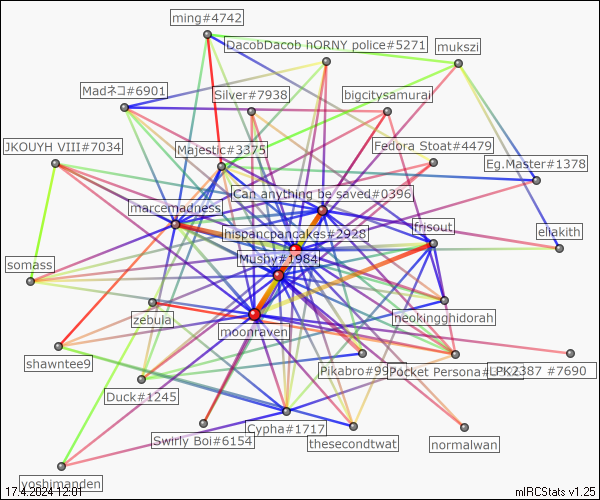 ming#4742
DacobDacob hORNY police#5271
mukszi
Madネコ#6901
Silver#7938
bigcitysamurai
JKOUYH VIII#7034
Majestic#3375
Fedora Stoat#4479
Eg.Master#1378
Can anything be saved#0396
marcemadness
hispancpancakes#2928
frisout
ellakith
Mushy#1984
somass
zebula
moonraven
neokingghidorah
shawntee9
Pikabro#99
Pocket Persona#
LPK2387 #7690
Duck#1245
Swirly Boi#6154
Cypha#1717
thesecondtwat
normalwan
yoshimanden
17.4.2024 12:01
mIRCStats v1.25